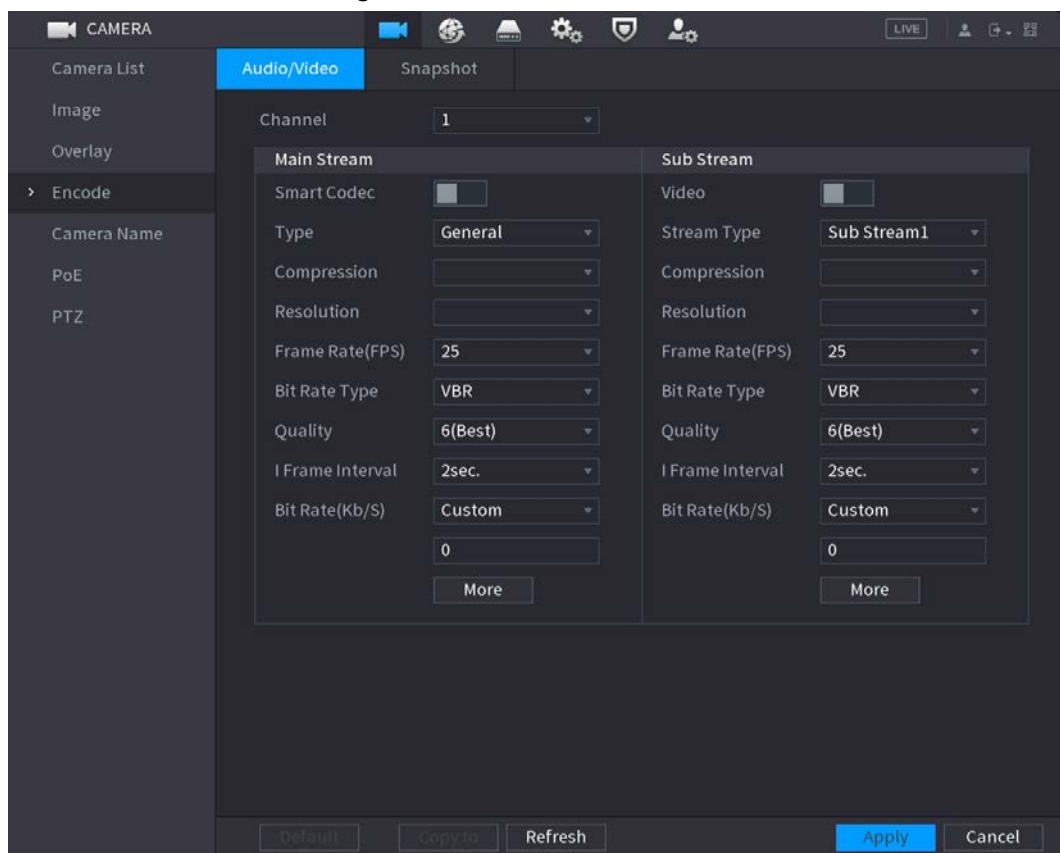 CAMERA LIVE
Camera List
Image
Overlay
> Encode
Camera Name
PoE
PTZ
Audio/Video Snapshot
Channel 1
Main Stream Sub Stream
Smart Codec Video
Type General Stream Type Sub Stream1
Compression Compression
Resolution Resolution
Frame Rate(FPS) 25 Frame Rate(FPS) 25
Bit Rate Type VBR Bit Rate Type VBR
Quality 6(Best) Quality 6(Best)
I Frame Interval 2sec. I Frame Interval 2sec.
Bit Rate(Kb/S) Custom Bit Rate(Kb/S) Custom
0 0
More More
Default Copy to Refresh Apply Cancel